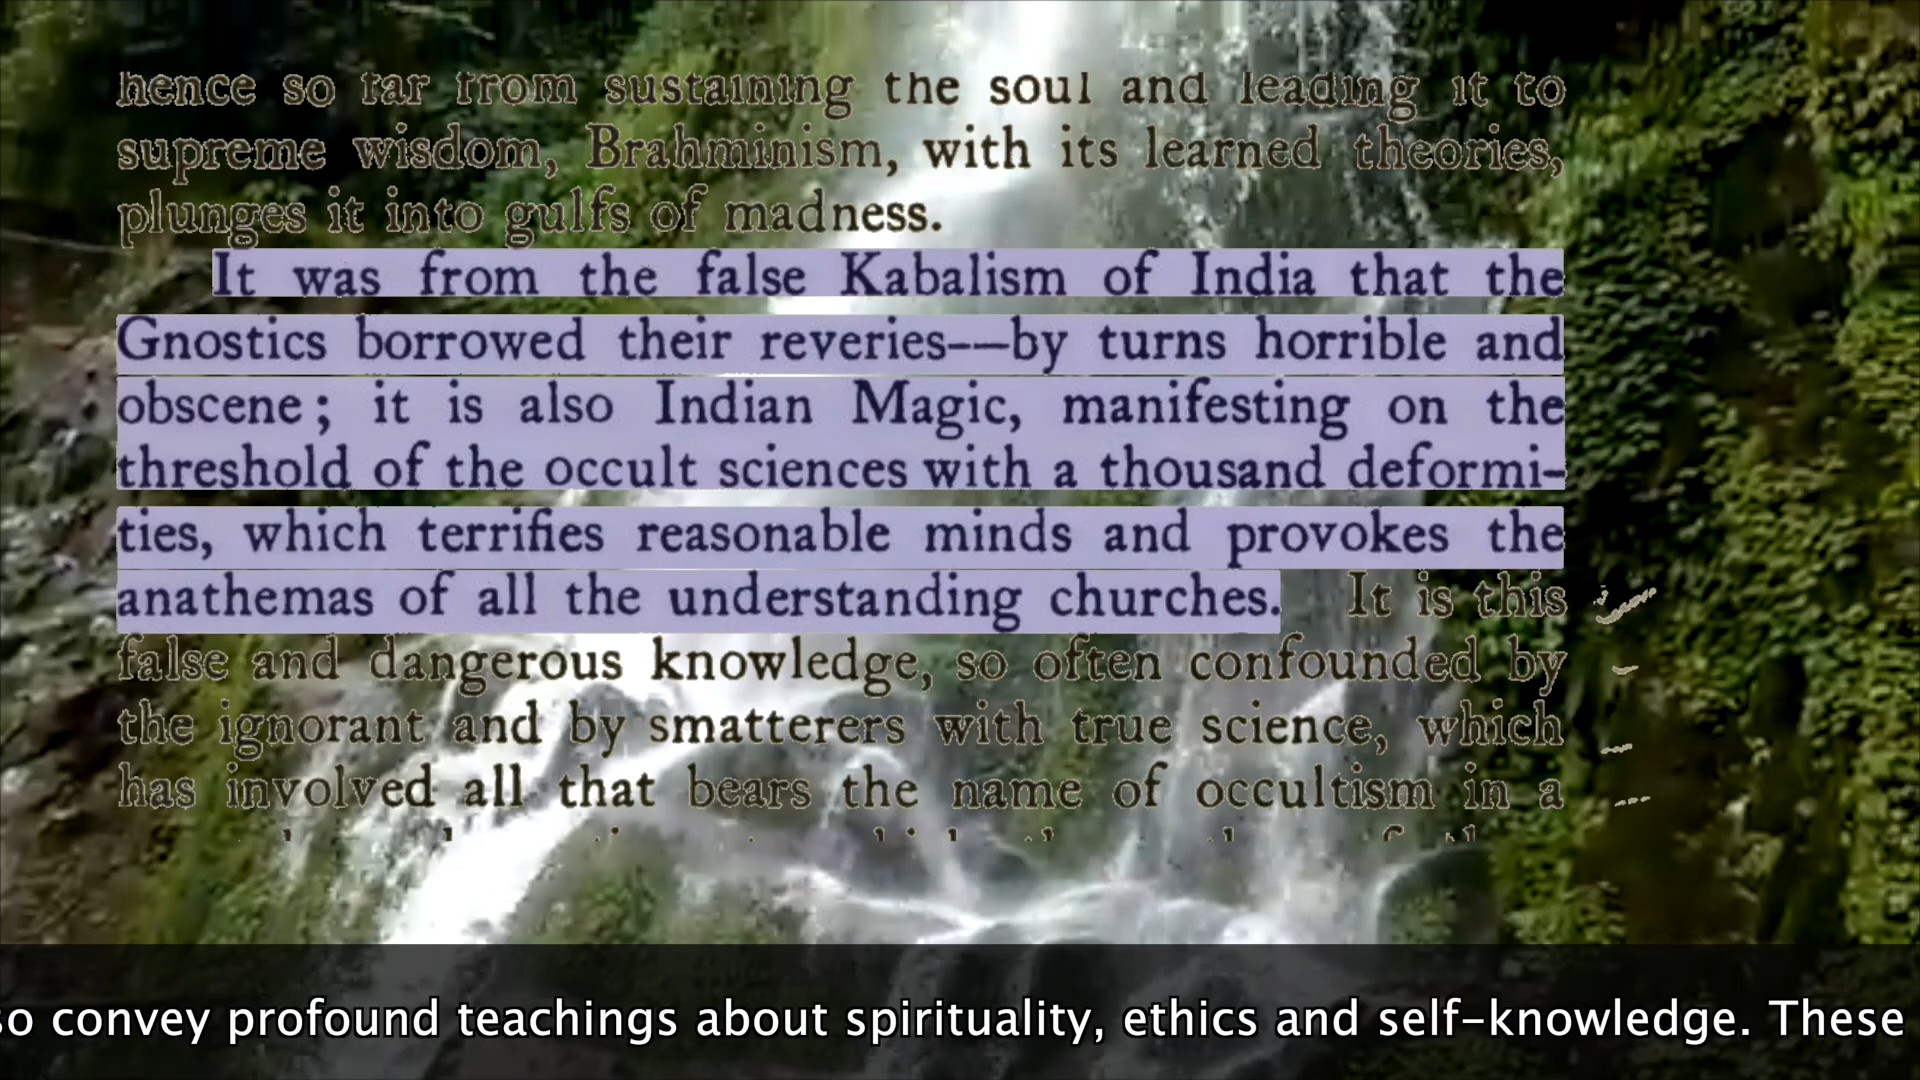 hence so far from sustaining the soul and leading it to
supreme wisdom, Brahminism, with its learned theories,
plunges it into gulfs of madness.
It was from the false Kabalism of India that the
Gnostics borrowed their reveries——by turns horrible and
obscene; it is also Indian Magic, manifesting on the
threshold of the occult sciences with a thousand deformi-
ties, which terrifies reasonable minds and provokes the
anathemas of all the understanding churches. It is this
false and dangerous knowledge, so often confounded by
the ignorant and by smatterers with true science, which
has involved all that bears the name of occultism in a
so convey profound teachings about spirituality, ethics and self-knowledge. These